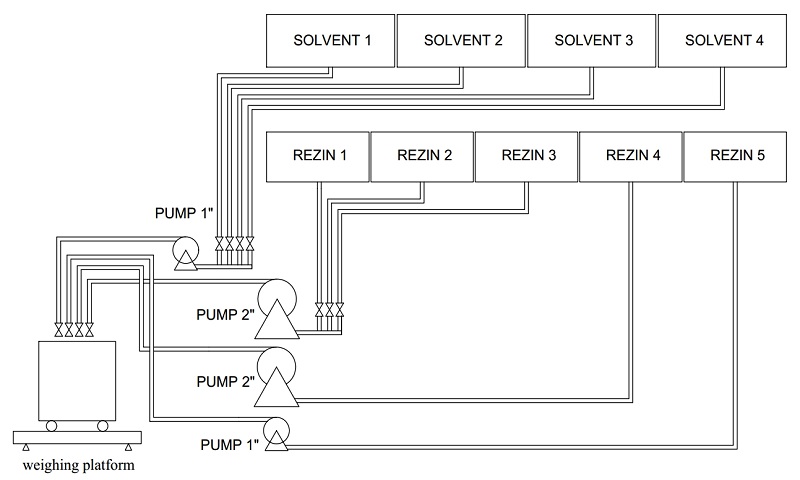 SOLVENT 1
SOLVENT 2
SOLVENT 3
SOLVENT 4
REZIN 1
REZIN 2
REZIN 3
REZIN 4
REZIN 5
PUMP 1"
PUMP 2"
PUMP 2"
PUMP 1"
weighing platform